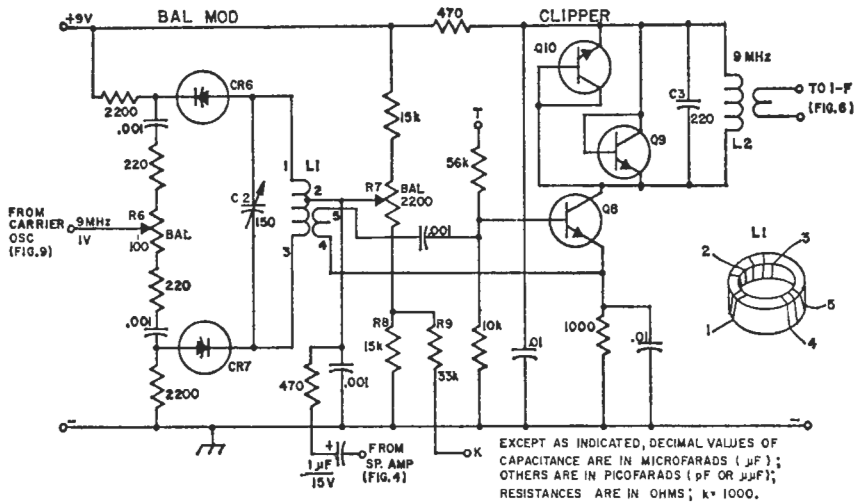 +9V
BAL MOD
470
CLIPPER
Q10
9 MHz
CR6
2200
.001
15k
T
C3
220
TO I-F
(FIG.6)
L2
Q9
220
1
L1
2
R7
BAL
2200
56k
C2
150
5
Q8
FROM
CARRIER
OSC
(FIG.9)
9MHz
1V
R6
BAL
100
3
4
.001
L1
2
3
1
5
4
220
.001
CR7
R8
15k
R9
33k
10k
.01
1000
.01
2200
470
.001
-
-
+
1µF
15V
FROM
SP. AMP
(FIG.4)
K
EXCEPT AS INDICATED, DECIMAL VALUES OF
CAPACITANCE ARE IN MICROFARADS ( µF ) ;
OTHERS ARE IN PICOFARADS ( pF OR µµF);
RESISTANCES ARE IN OHMS ; k= 1000.